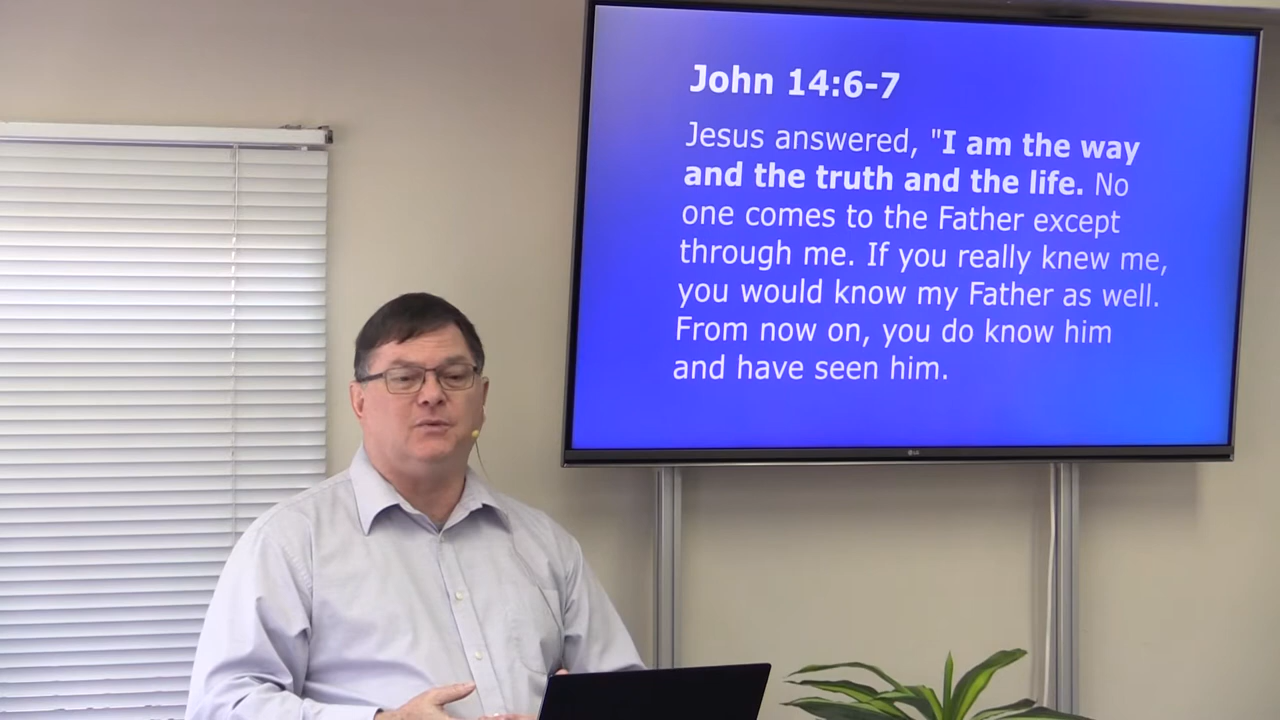 John 14:6-7
Jesus answered, "I am the way
and the truth and the life. No
one comes to the Father except
through me. If you really knew me,
you would know my Father as well.
From now on, you do know him
and have seen him.
LG